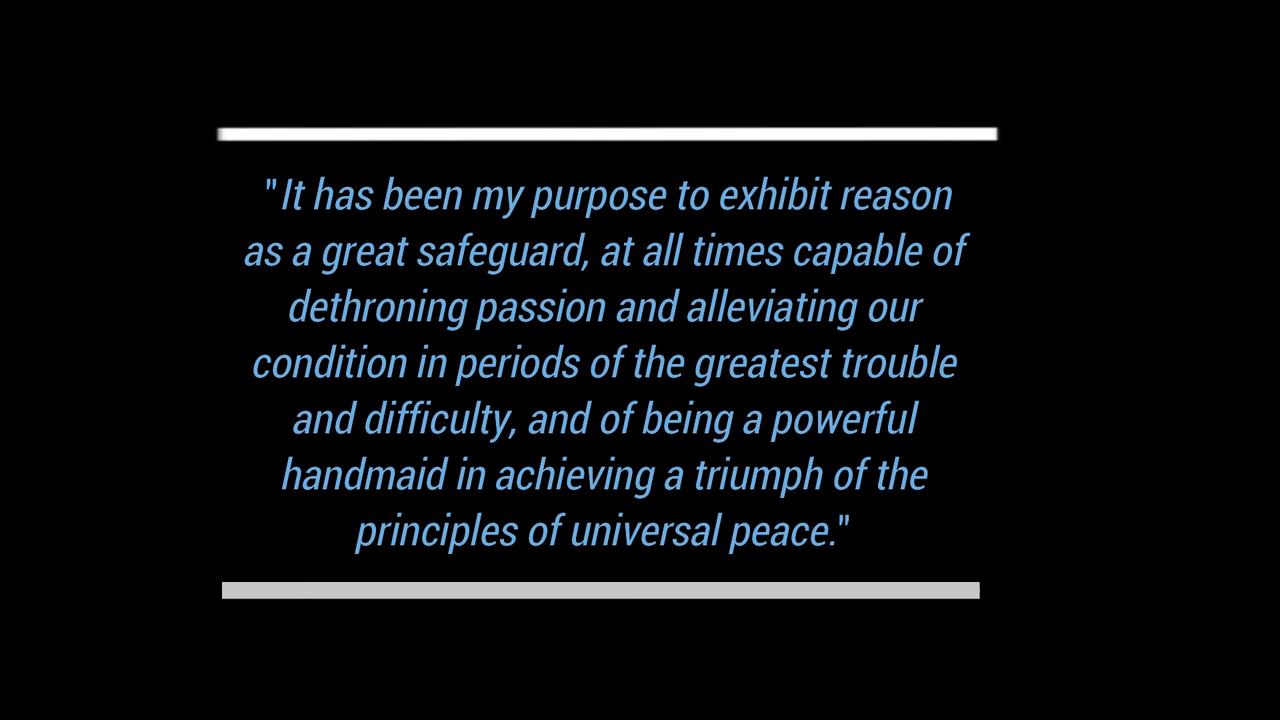 "It has been my purpose to exhibit reason
as a great safeguard, at all times capable of
dethroning passion and alleviating our
condition in periods of the greatest trouble
and difficulty, and of being a powerful
handmaid in achieving a triumph of the
principles of universal peace."